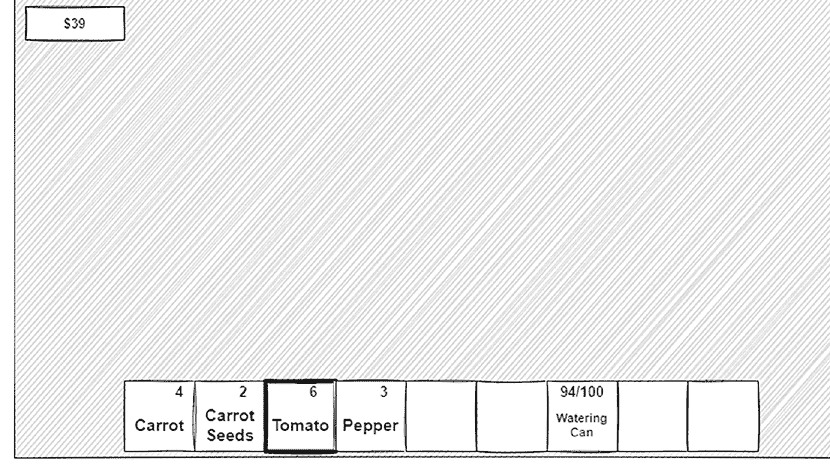 $39
4
Carrot
2
Carrot
Seeds
6
Tomato
3
Pepper
94/100
Watering
Can